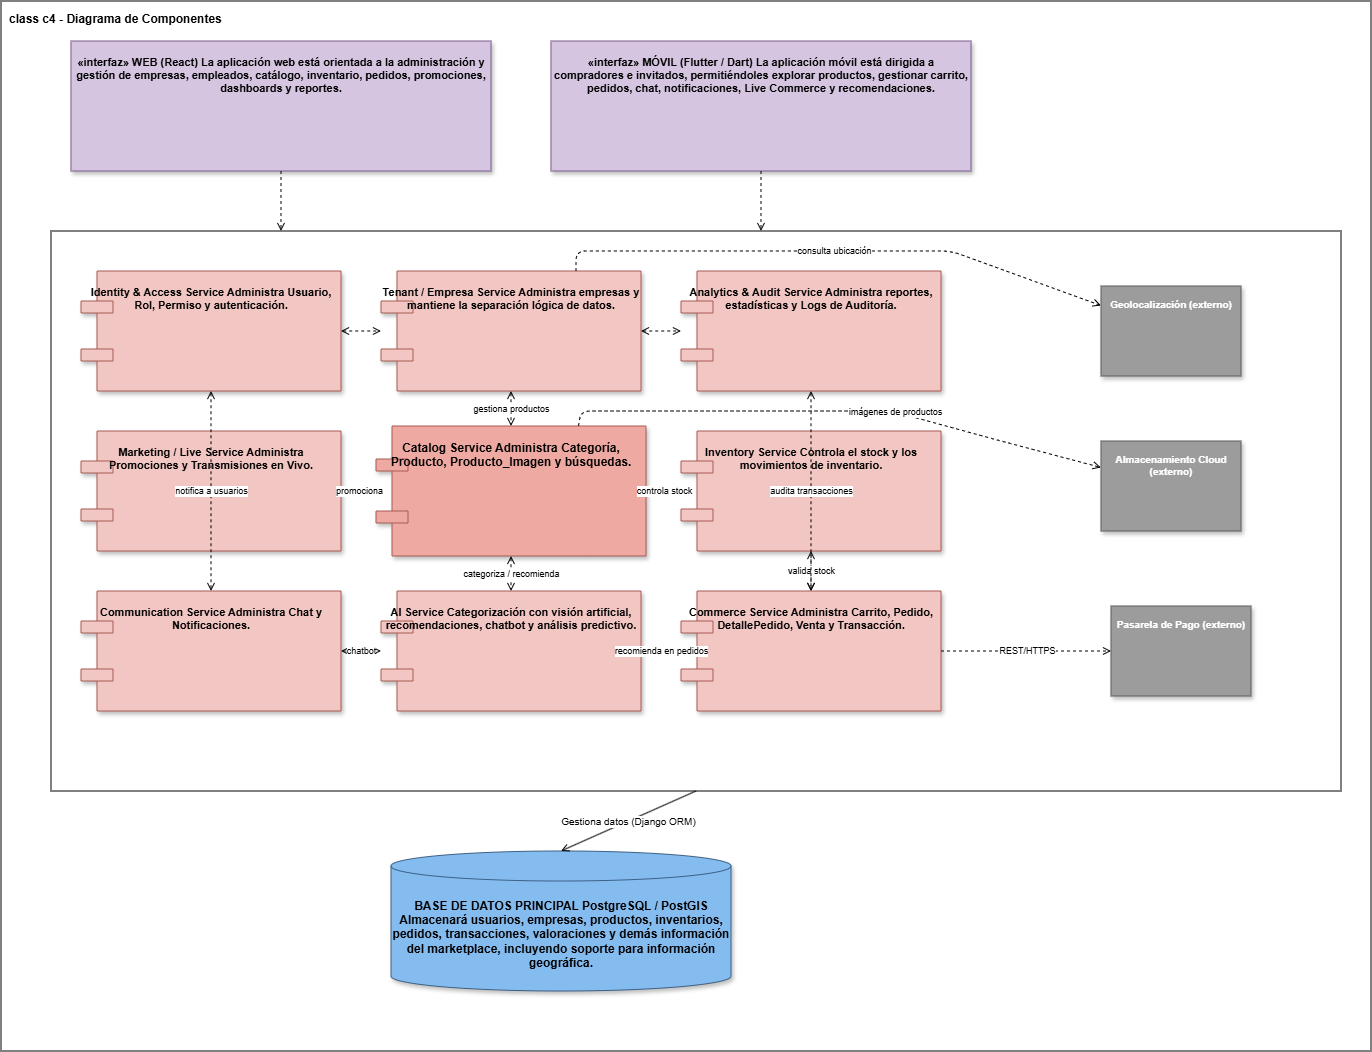 class c4 - Diagrama de Componentes
«interfaz» WEB (React) La aplicación web está orientada a la administración y
gestión de empresas, empleados, catálogo, inventario, pedidos, promociones,
dashboards y reportes.
«interfaz» MÓVIL (Flutter / Dart) La aplicación móvil está dirigida a
compradores e invitados, permitiéndoles explorar productos, gestionar carrito,
pedidos, chat, notificaciones, Live Commerce y recomendaciones.
consulta ubicación
Identity & Access Service Administra Usuario,
Rol, Permiso y autenticación.
Tenant / Empresa Service Administra empresas y
mantiene la separación lógica de datos.
Analytics & Audit Service Administra reportes,
estadísticas y Logs de Auditoría.
Geolocalización (externo)
gestiona productos
imágenes de productos
Marketing / Live Service Administra
Promociones y Transmisiones en Vivo.
Catalog Service Administra Categoría,
Producto, Producto_Imagen y búsquedas.
Inventory Service Controla el stock y los
movimientos de inventario.
Almacenamiento Cloud
(externo)
notifica a usuarios
promociona
controla stock
audita transacciones
categoriza / recomienda
valida stock
Communication Service Administra Chat y
Notificaciones.
AI Service Categorización con visión artificial,
recomendaciones, chatbot y análisis predictivo.
Commerce Service Administra Carrito, Pedido,
DetallePedido, Venta y Transacción.
Pasarela de Pago (externo)
chatbot
recomienda en pedidos
REST/HTTPS
Gestiona datos (Django ORM)
BASE DE DATOS PRINCIPAL PostgreSQL / PostGIS
Almacenará usuarios, empresas, productos, inventarios,
pedidos, transacciones, valoraciones y demás información
del marketplace, incluyendo soporte para información
geográfica.